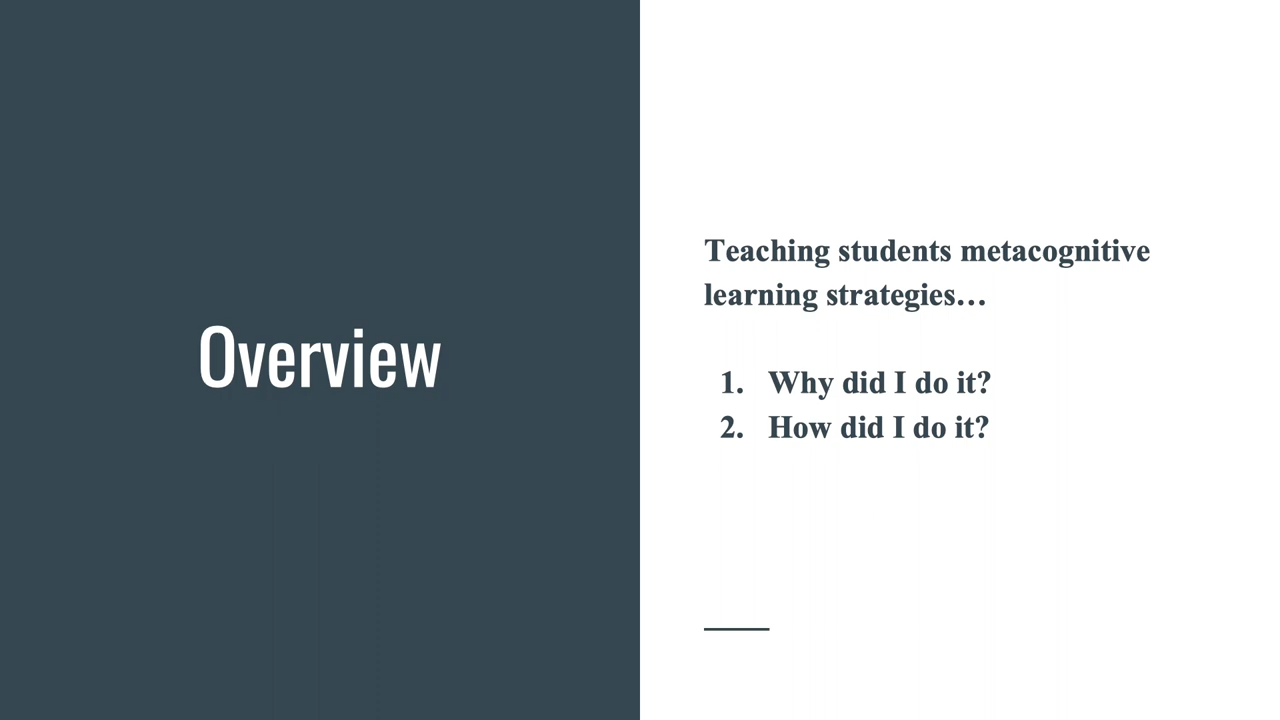 Overview
Teaching students metacognitive
learning strategies…
1. Why did I do it?
2. How did I do it?